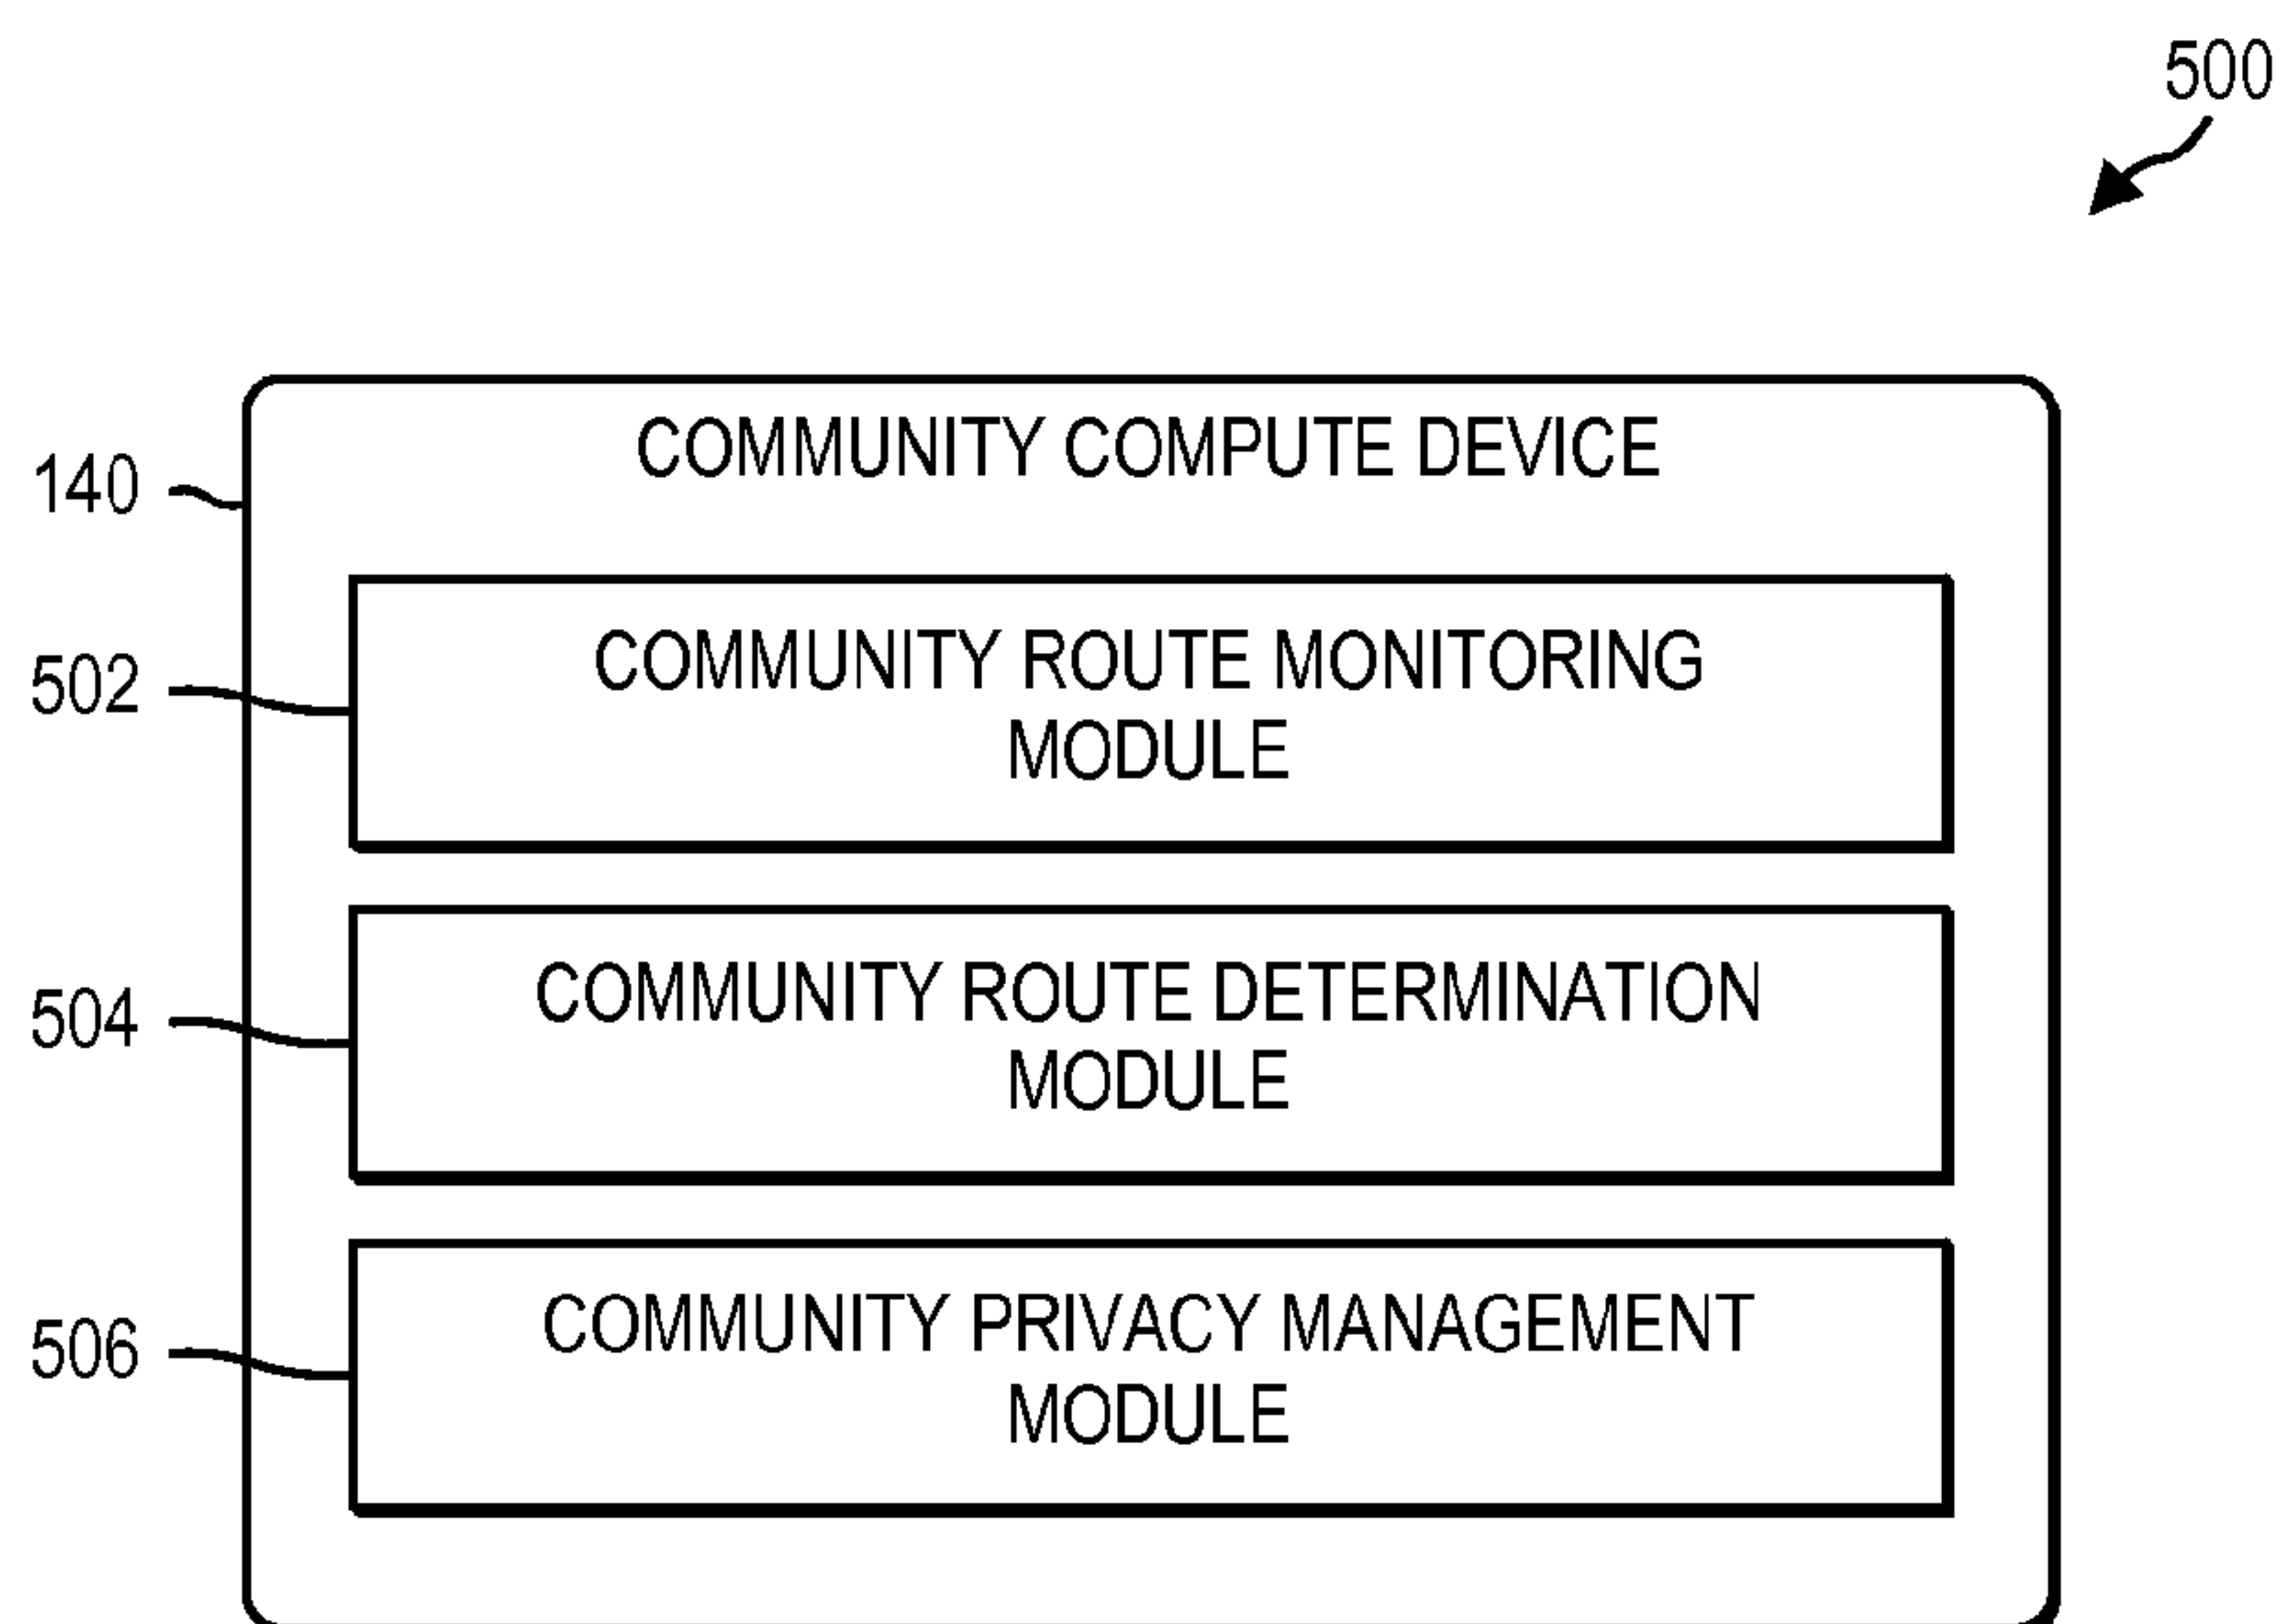 500
COMMUNITY COMPUTE DEVICE
140
COMMUNITY ROUTE MONITORING
MODULE
502
COMMUNITY ROUTE DETERMINATION
MODULE
504
COMMUNITY PRIVACY MANAGEMENT
MODULE
506